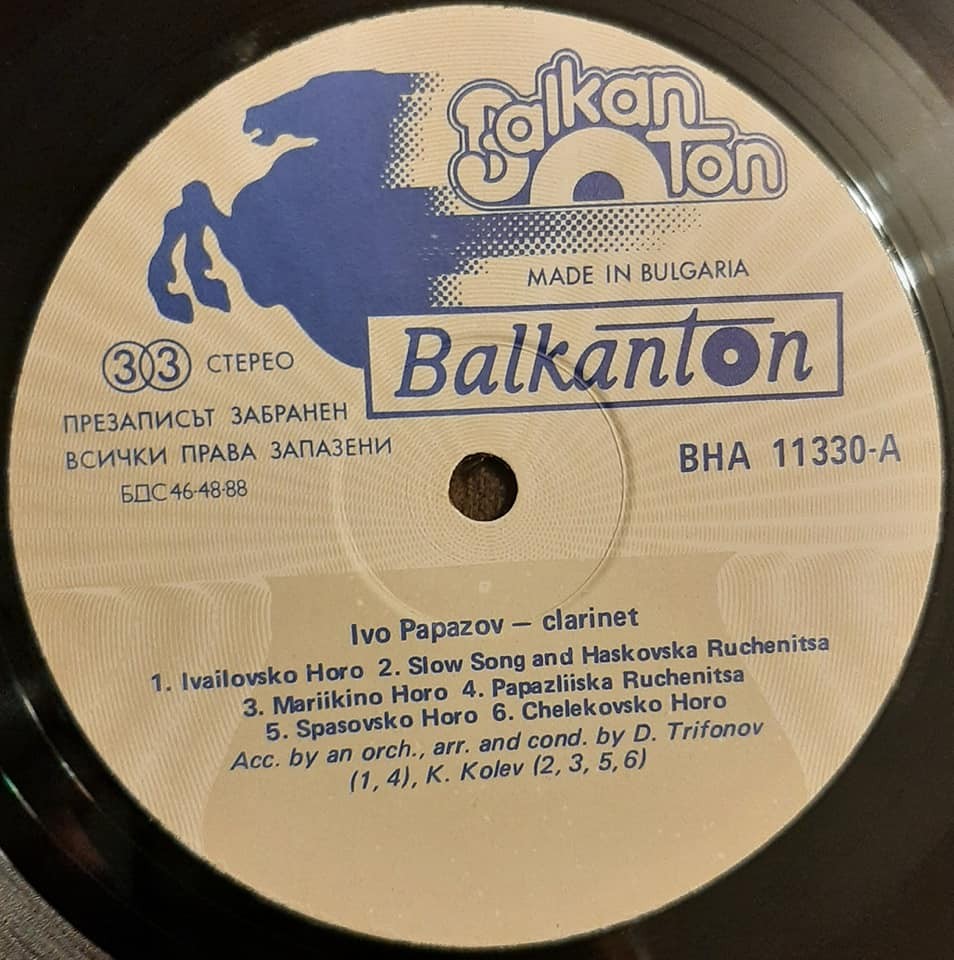 Balkan
ton
MADE IN BULGARIA
Balkanton
33 СТЕРЕО
ПРЕЗАПИСЪТ ЗАБРАНЕН
ВСИЧКИ ПРАВА ЗАПАЗЕНИ
БДС 46-48-88
ВНА 11330-А
Ivo Papazov — clarinet
1. Ivailovsko Horo 2. Slow Song and Haskovska Ruchenitsa
3. Mariikino Horo 4. Papazliiska Ruchenitsa
5. Spasovsko Horo 6. Chelekovsko Horo
Acc. by an orch., arr. and cond. by D. Trifonov
(1, 4), K. Kolev (2, 3, 5, 6)